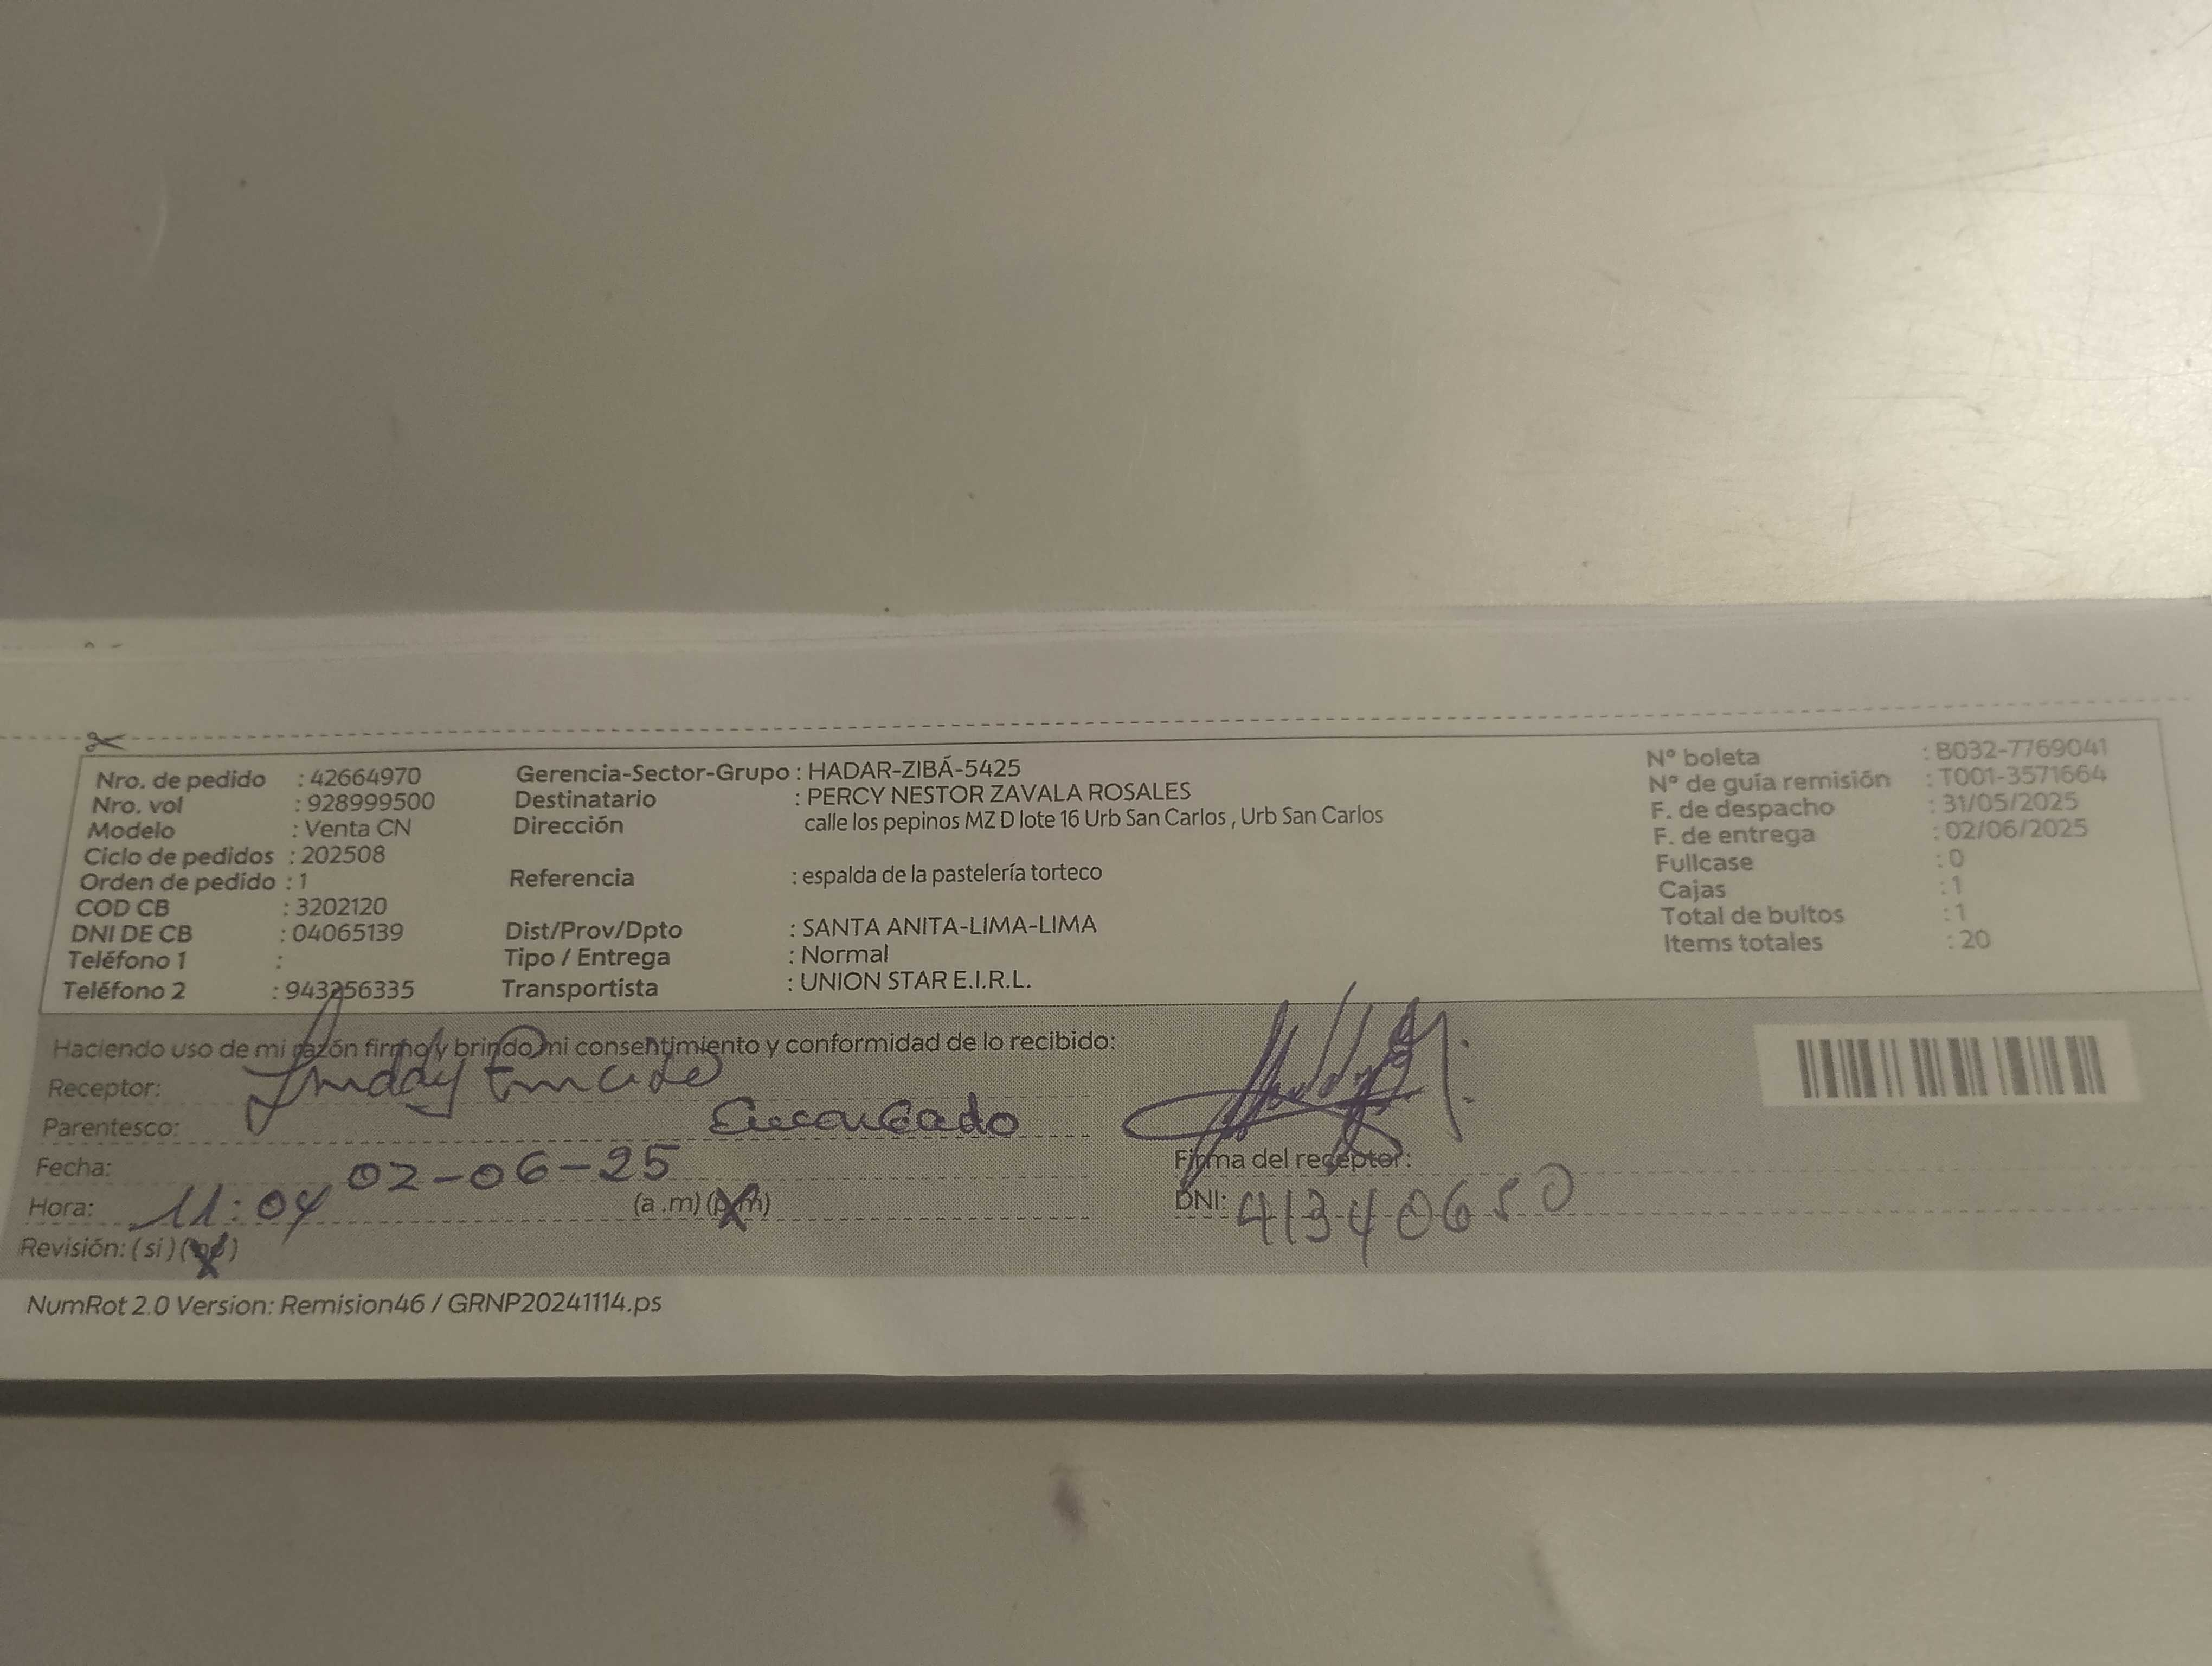 Nro. de pedido : 42664970
Nro. vol : 928999500
Modelo : Venta CN
Ciclo de pedidos : 202508
Orden de pedido : 1
COD CB : 3202120
DNI DE CB : 04065139
Teléfono 1 :
Teléfono 2 : 943256335
Gerencia-Sector-Grupo : HADAR-ZIBÁ-5425
Destinatario : PERCY NESTOR ZAVALA ROSALES
Dirección calle los pepinos MZ D lote 16 Urb San Carlos , Urb San Carlos
Referencia : espalda de la pastelería torteco
Dist/Prov/Dpto : SANTA ANITA-LIMA-LIMA
Tipo / Entrega : Normal
Transportista : UNION STAR E.I.R.L.
N° boleta : B032-7769041
N° de guía remisión : T001-3571664
F. de despacho : 31/05/2025
F. de entrega : 02/06/2025
Fullcase : 0
Cajas : 1
Total de bultos : 1
Items totales : 20
Haciendo uso de mi razón firmo y brindo mi consentimiento y conformidad de lo recibido:
Receptor:
Parentesco: Encargado
Fecha: 02-06-25
Hora: 11:04 (a .m) (p.m)
Revisión: (si) (no)
Firma del receptor:
DNI: 41340650
NumRot 2.0 Version: Remision46 / GRNP20241114.ps